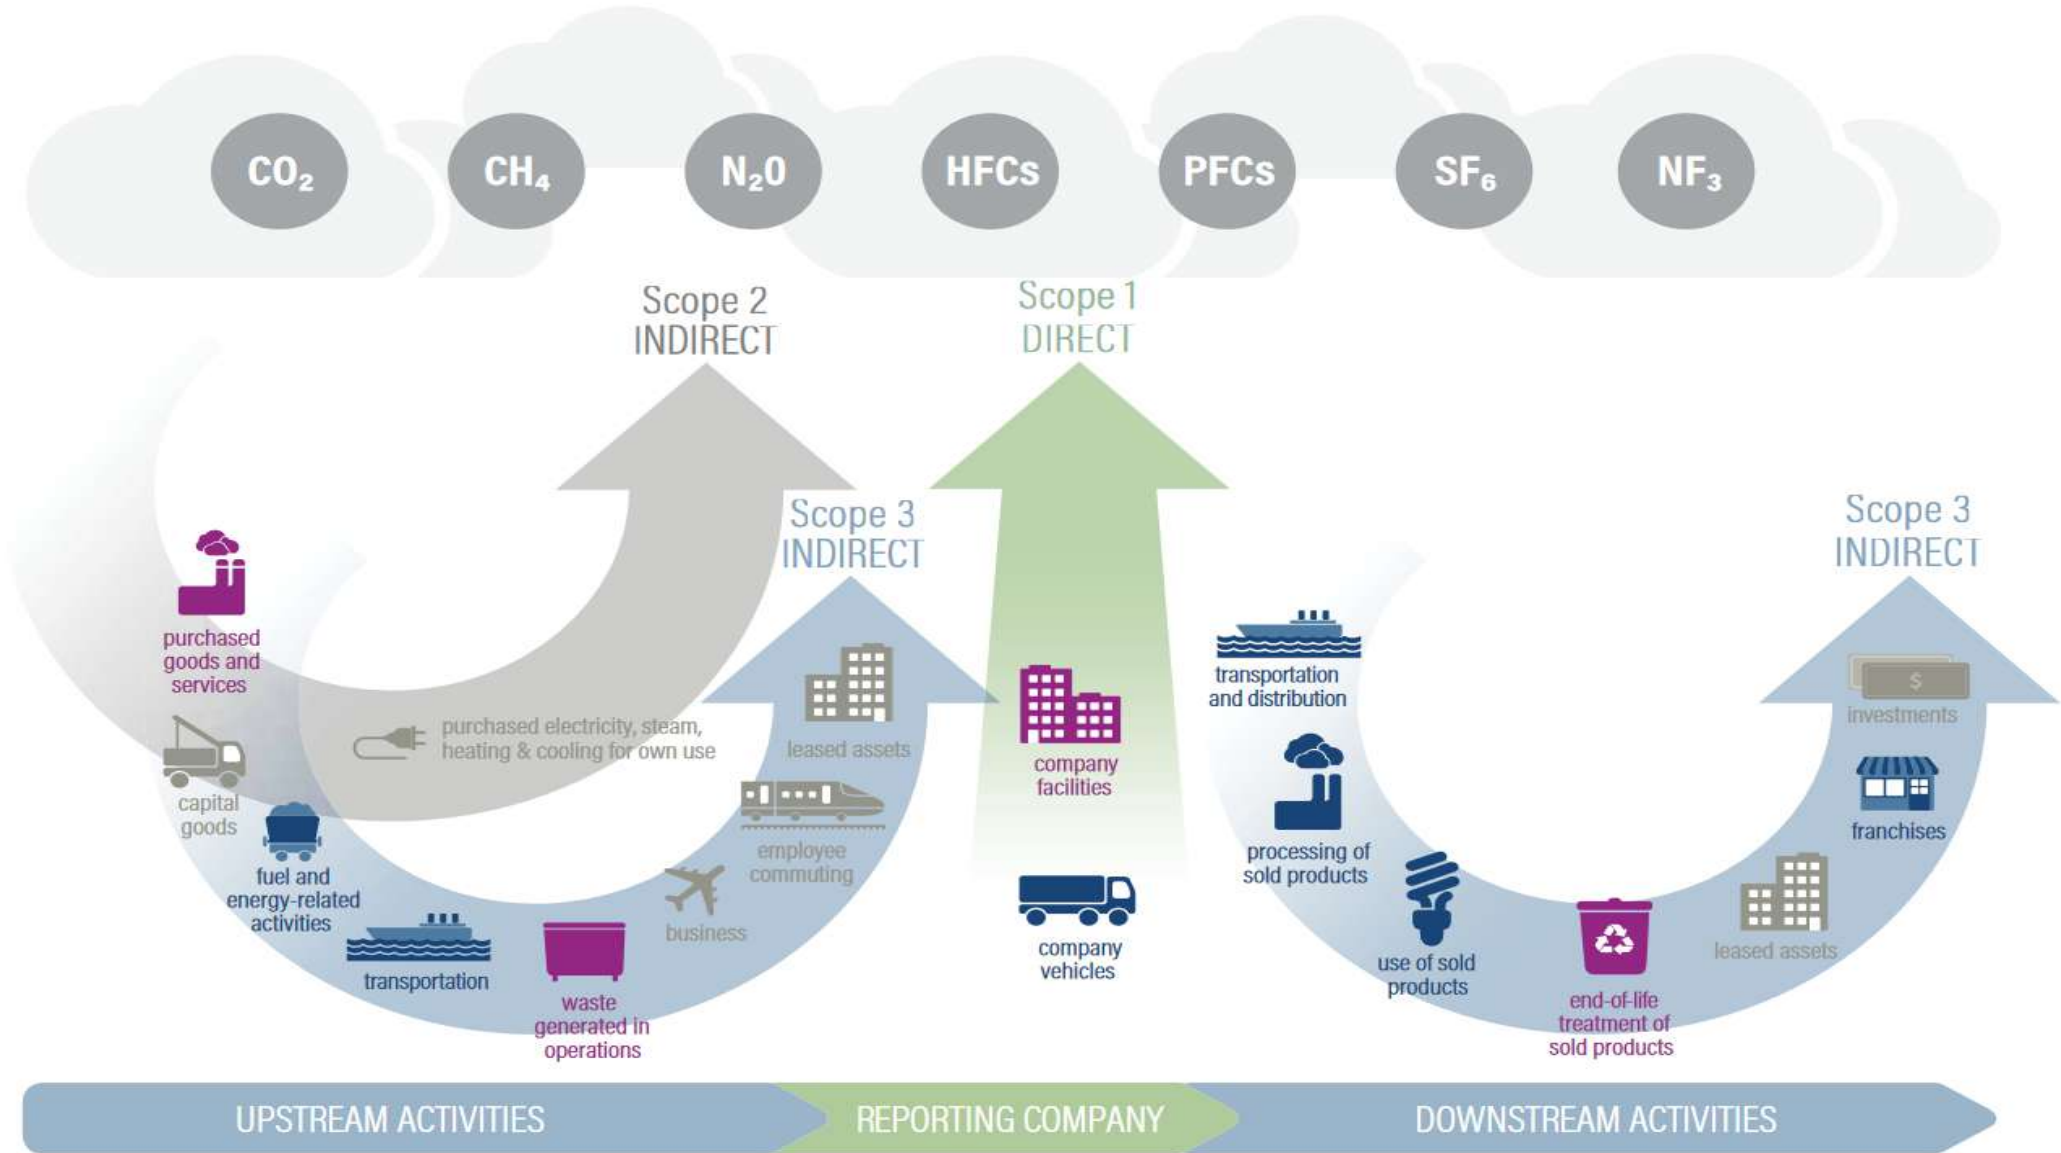 CO₂
CH₄
N₂O
HFCs
PFCs
SF₆
NF₃
Scope 2
INDIRECT
Scope 1
DIRECT
Scope 3
INDIRECT
Scope 3
INDIRECT
purchased
goods and
services
capital
goods
fuel and
energy-related
activities
purchased electricity, steam,
heating & cooling for own use
transportation
waste
generated in
operations
business
employee
commuting
leased assets
company
facilities
company
vehicles
transportation
and distribution
processing of
sold products
use of sold
products
end-of-life
treatment of
sold products
leased assets
franchises
$
investments
UPSTREAM ACTIVITIES
REPORTING COMPANY
DOWNSTREAM ACTIVITIES